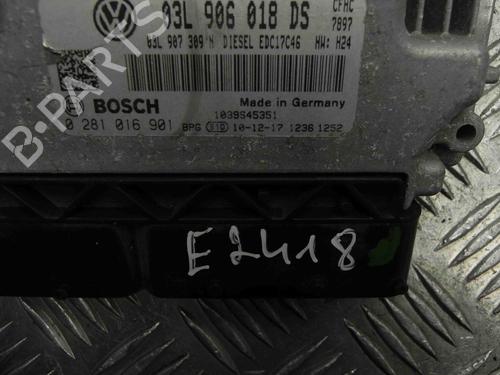 03L 906 018 DS
CFHC
7897
03L 907 309 N DIESEL EDC17C46 HW: H24
BOSCH
Made in Germany
1039S45351
0 281 016 901 BPG 10-12-17 1236 1252
E2418
B-PARTS